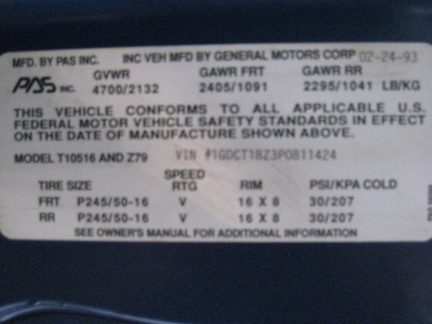 MFD. BY PAS INC. INC VEH MFD BY GENERAL MOTORS CORP 02-24-93
GVWR GAWR FRT GAWR RR
PAS INC. 4700/2132 2405/1091 2295/1041 LB/KG
THIS VEHICLE CONFORMS TO ALL APPLICABLE U.S.
FEDERAL MOTOR VEHICLE SAFETY STANDARDS IN EFFECT
ON THE DATE OF MANUFACTURE SHOWN ABOVE.
MODEL T10516 AND Z79 VIN #1GDCT18Z3P0811424
SPEED
TIRE SIZE RTG RIM PSI/KPA COLD
FRT P245/50-16 V 16 X 8 30/207
RR P245/50-16 V 16 X 8 30/207
SEE OWNER'S MANUAL FOR ADDITIONAL INFORMATION